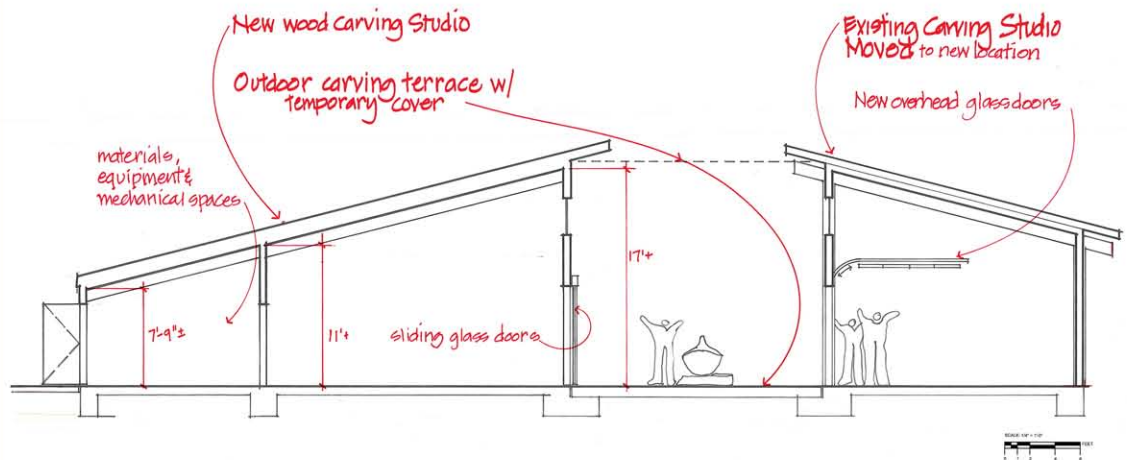 New wood carving Studio
Outdoor carving terrace w/
temporary cover
Existing Carving Studio
Moved to new location
New overhead glass doors
materials,
equipment &
mechanical spaces
7'-9"±
11'+
17'+
sliding glass doors
FEET